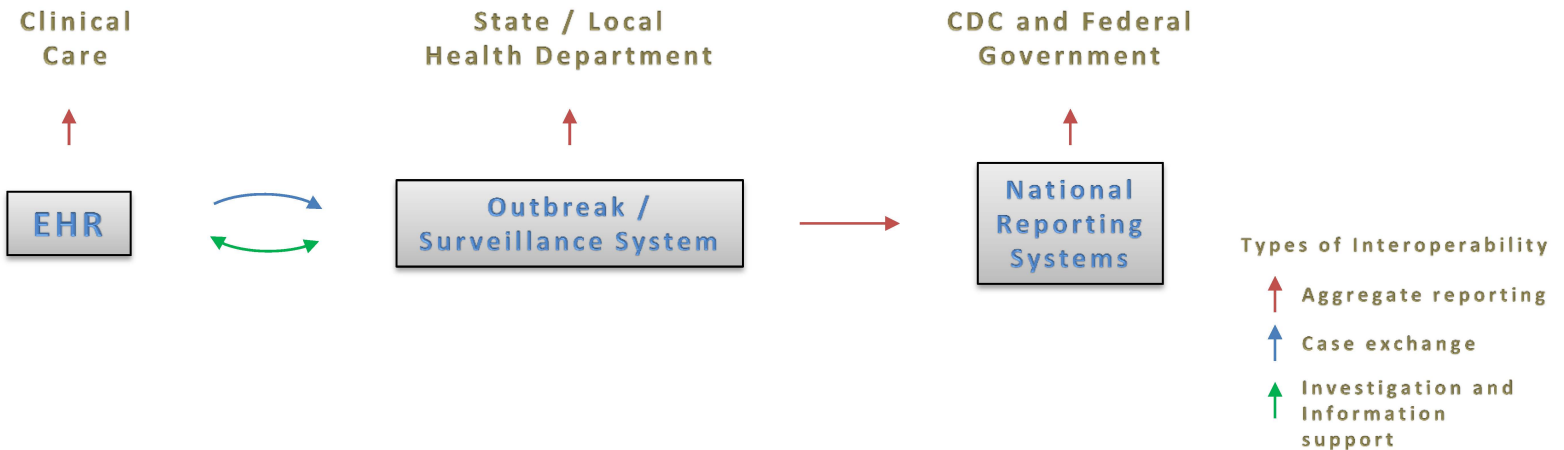 Clinical
Care
State / Local
Health Department
CDC and Federal
Government
EHR
Outbreak /
Surveillance System
National
Reporting
Systems
Types of Interoperability
Aggregate reporting
Case exchange
Investigation and
Information
support